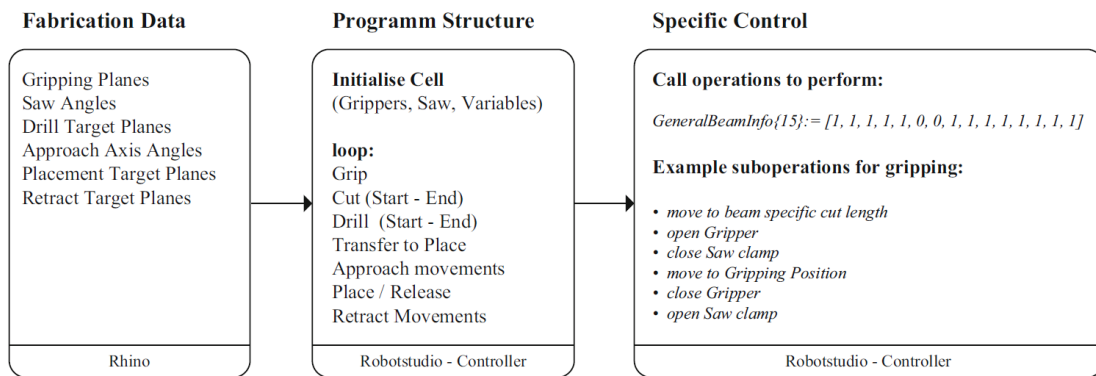 Fabrication Data
Gripping Planes
Saw Angles
Drill Target Planes
Approach Axis Angles
Placement Target Planes
Retract Target Planes
Rhino
Programm Structure
Initialise Cell
(Grippers, Saw, Variables)
loop:
Grip
Cut (Start - End)
Drill (Start - End)
Transfer to Place
Approach movements
Place / Release
Retract Movements
Robotstudio - Controller
Specific Control
Call operations to perform:
GeneralBeamInfo{15}:= [1, 1, 1, 1, 1, 0, 0, 1, 1, 1, 1, 1, 1, 1, 1]
Example suboperations for gripping:
• move to beam specific cut length
• open Gripper
• close Saw clamp
• move to Gripping Position
• close Gripper
• open Saw clamp
Robotstudio - Controller